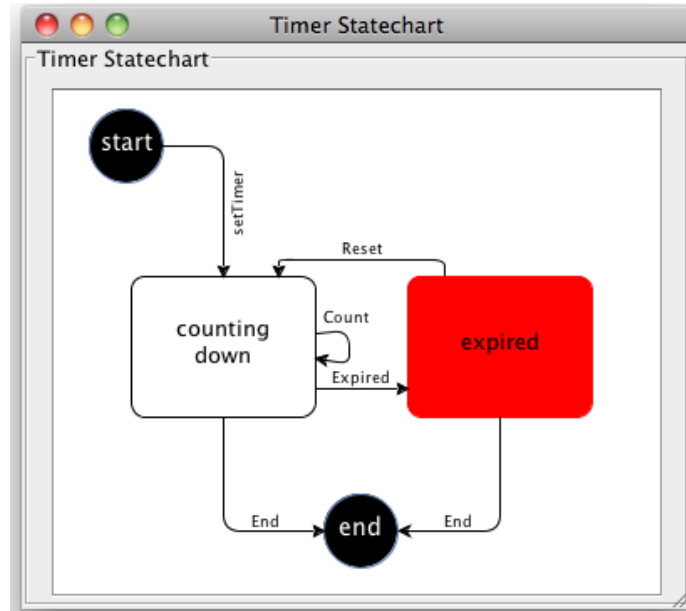 Timer Statechart
Timer Statechart
start
setTimer
Reset
counting
down
Count
expired
Expired
End
end
End